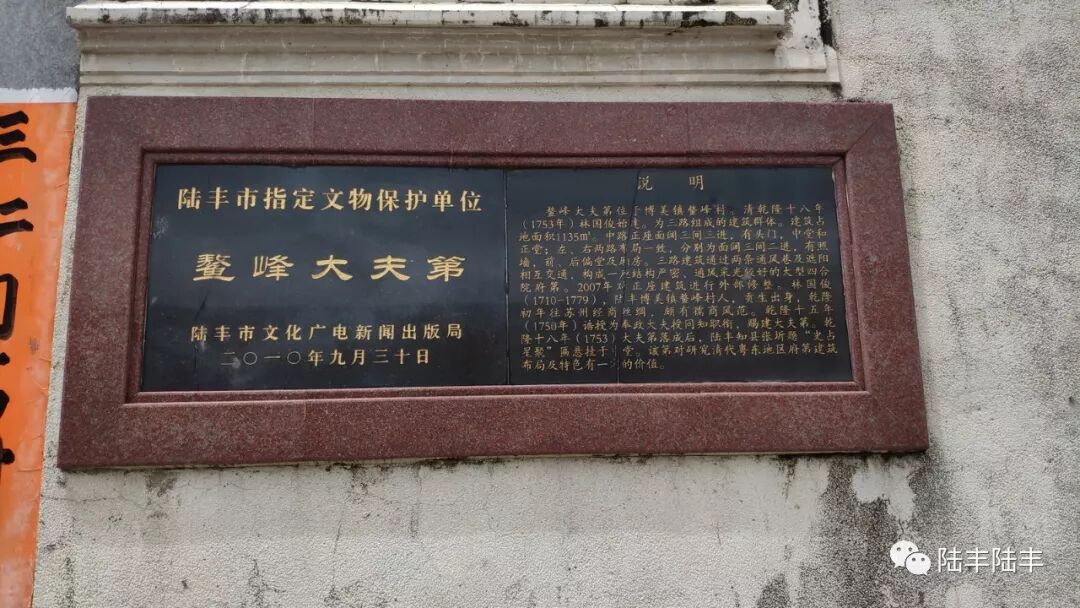 陆丰市指定文物保护单位
鳌峰大夫第
陆丰市文化广电新闻出版局
二〇一〇年九月三十日
说明
鳌峰大夫第位于博美镇鳌峰村。清乾隆十八年
（1753年）林国俊始建。为三路组成的建筑群体。建筑占
地面积1135㎡。中路正座面阔三间三进，有头门、中堂和
正堂；左、右两路布局一致，分别为面阔三间二进，有照
墙，前、后偏堂及厢房。三路建筑通过两条通风巷及遮阳
相互交通，构成一 结构严密、通风采光较好的大型四合
院府第。2007年对正座建筑进行外部修整。林国俊
（1710-1779），陆丰博美镇鳌峰村人，贡生出身，乾隆
初年往苏州经商丝绸，颇有儒商风范。乾隆十五年
（1750年）诰授为奉政大夫授同知职衔，赐建大夫第。乾
隆十八年（1753）大夫第落成后，陆丰知县张圻题“史占
星聚”匾悬挂于 堂。该第对研究清代粤东地区府第建筑
布局及特色有一 的价值。
三二
陆丰陆丰